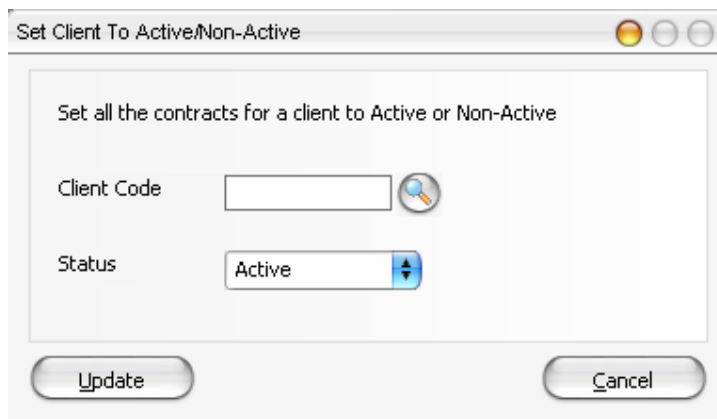 Set Client To Active/Non-Active
Set all the contracts for a client to Active or Non-Active
Client Code
Status
Active
Update
Cancel